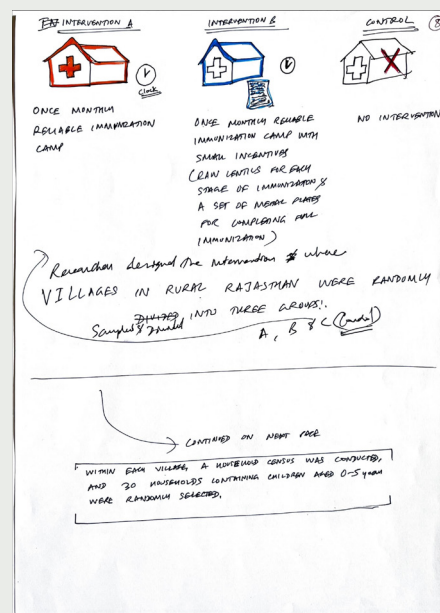 INTERVENTION A
INTERVENTION B
CONTROL
Clock
ONCE MONTHLY
RELIABLE IMMUNIZATION
CAMP
ONCE MONTHLY RELIABLE
IMMUNIZATION CAMP WITH
SMALL INCENTIVES
(RAW LENTILS FOR EACH
STAGE OF IMMUNIZATION &
A SET OF METAL PLATES
FOR COMPLETING FULL
IMMUNIZATION)
NO INTERVENTION
Researchers designed the intervention where
VILLAGES IN RURAL RAJASTHAN WERE RANDOMLY
Sampled & INTO THREE GROUPS:
A, B & C (Control)
CONTINUED ON NEXT PAGE
WITHIN EACH VILLAGE, A HOUSEHOLD CENSUS WAS CONDUCTED,
AND 30 HOUSEHOLDS CONTAINING CHILDREN AGED 0-5 years
WERE RANDOMLY SELECTED.